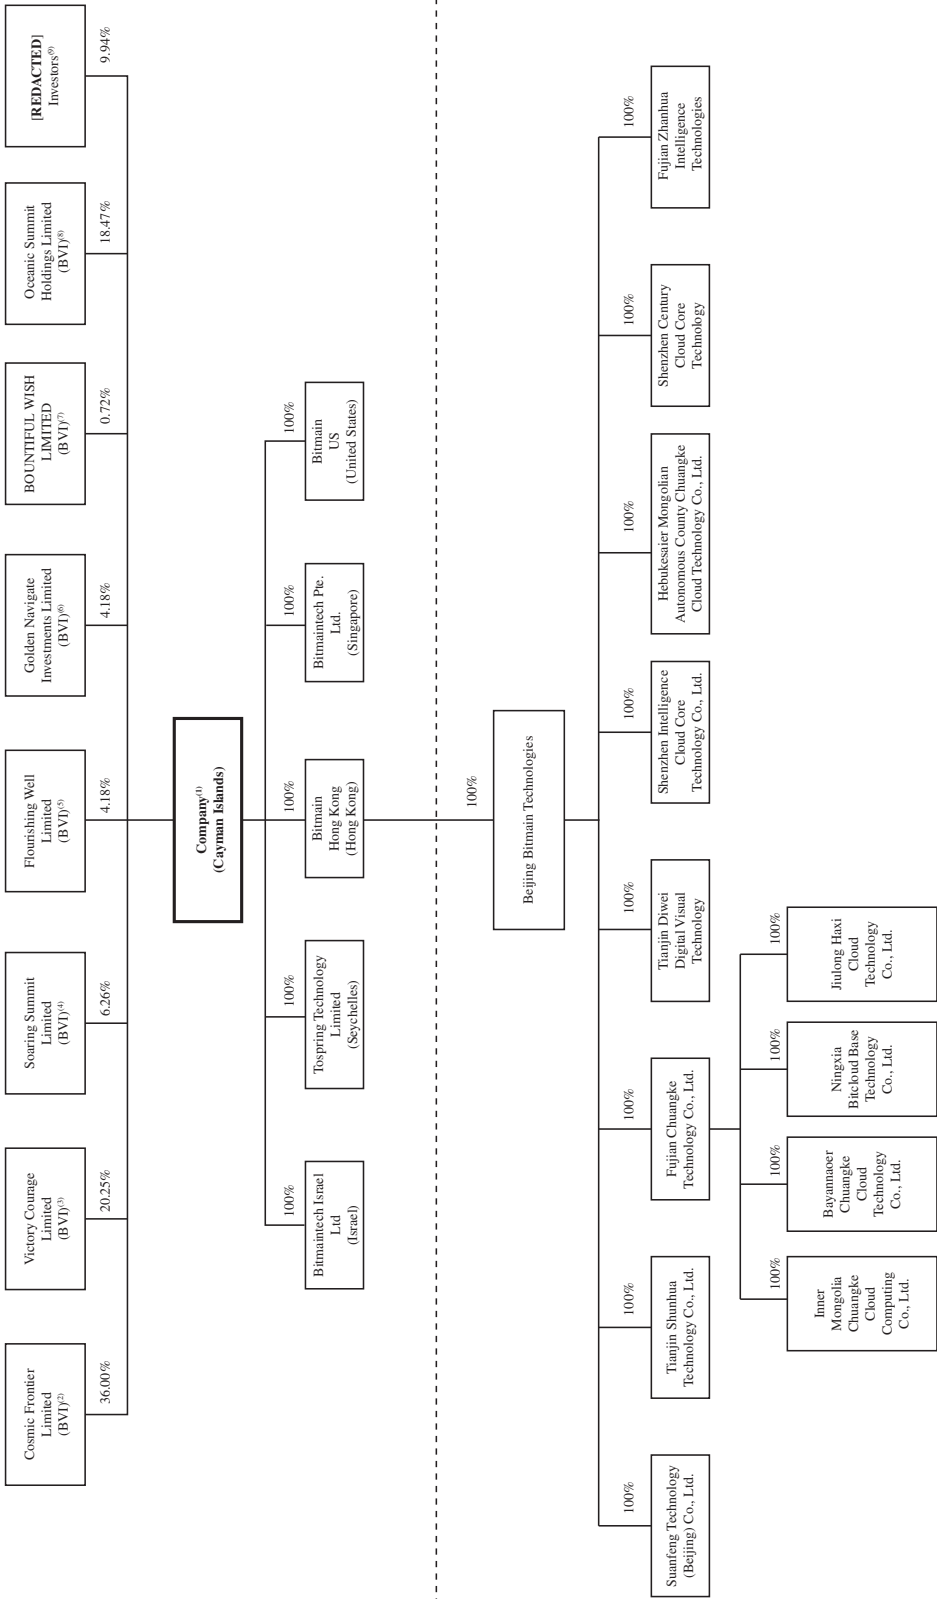 Cosmic Frontier
Limited
(BVI)(2)
Victory Courage
Limited
(BVI)(3)
Soaring Summit
Limited
(BVI)(4)
Flourishing Well
Limited
(BVI)(5)
Golden Navigate
Investments Limited
(BVI)(6)
BOUNTIFUL WISH
LIMITED
(BVI)(7)
Oceanic Summit
Holdings Limited
(BVI)(8)
[REDACTED]
Investors(9)
36.00%
20.25%
6.26%
4.18%
4.18%
0.72%
18.47%
9.94%
Company(1)
(Cayman Islands)
100%
100%
100%
100%
100%
Bitmaintech Israel
Ltd
(Israel)
Tospring Technology
Limited
(Seychelles)
Bitmain
Hong Kong
(Hong Kong)
Bitmaintech Pte.
Ltd.
(Singapore)
Bitmain
US
(United States)
100%
Beijing Bitmain Technologies
100%
100%
100%
100%
100%
100%
100%
100%
Suanfeng Technology
(Beijing) Co., Ltd.
Tianjin Shunhua
Technology Co., Ltd.
Fujian Chuangke
Technology Co., Ltd.
Tianjin Diwei
Digital Visual
Technology
Shenzhen Intelligence
Cloud Core
Technology Co., Ltd.
Hebukesaier Mongolian
Autonomous County Chuangke
Cloud Technology Co., Ltd.
Shenzhen Century
Cloud Core
Technology
Fujian Zhanhua
Intelligence
Technologies
100%
100%
100%
100%
Inner
Mongolia
Chuangke
Cloud
Computing
Co., Ltd.
Bayannaoer
Chuangke
Cloud
Technology
Co., Ltd.
Ningxia
Bitcloud Base
Technology
Co., Ltd.
Jiulong Haxi
Cloud
Technology
Co., Ltd.